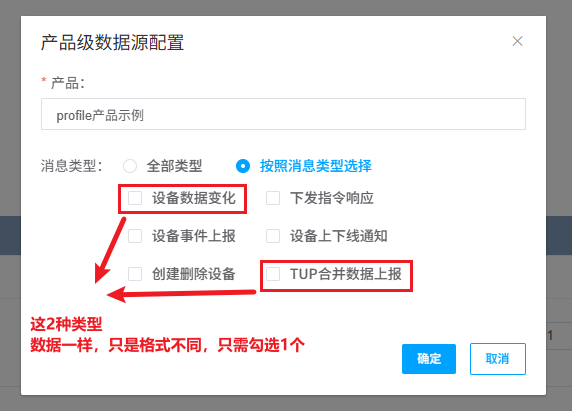 产品级数据源配置
* 产品：
profile产品示例
消息类型： 全部类型 按照消息类型选择
设备数据变化 下发指令响应
设备事件上报 设备上下线通知
创建删除设备 TUP合并数据上报
这2种类型
数据一样，只是格式不同，只需勾选1个
1
确定 取消